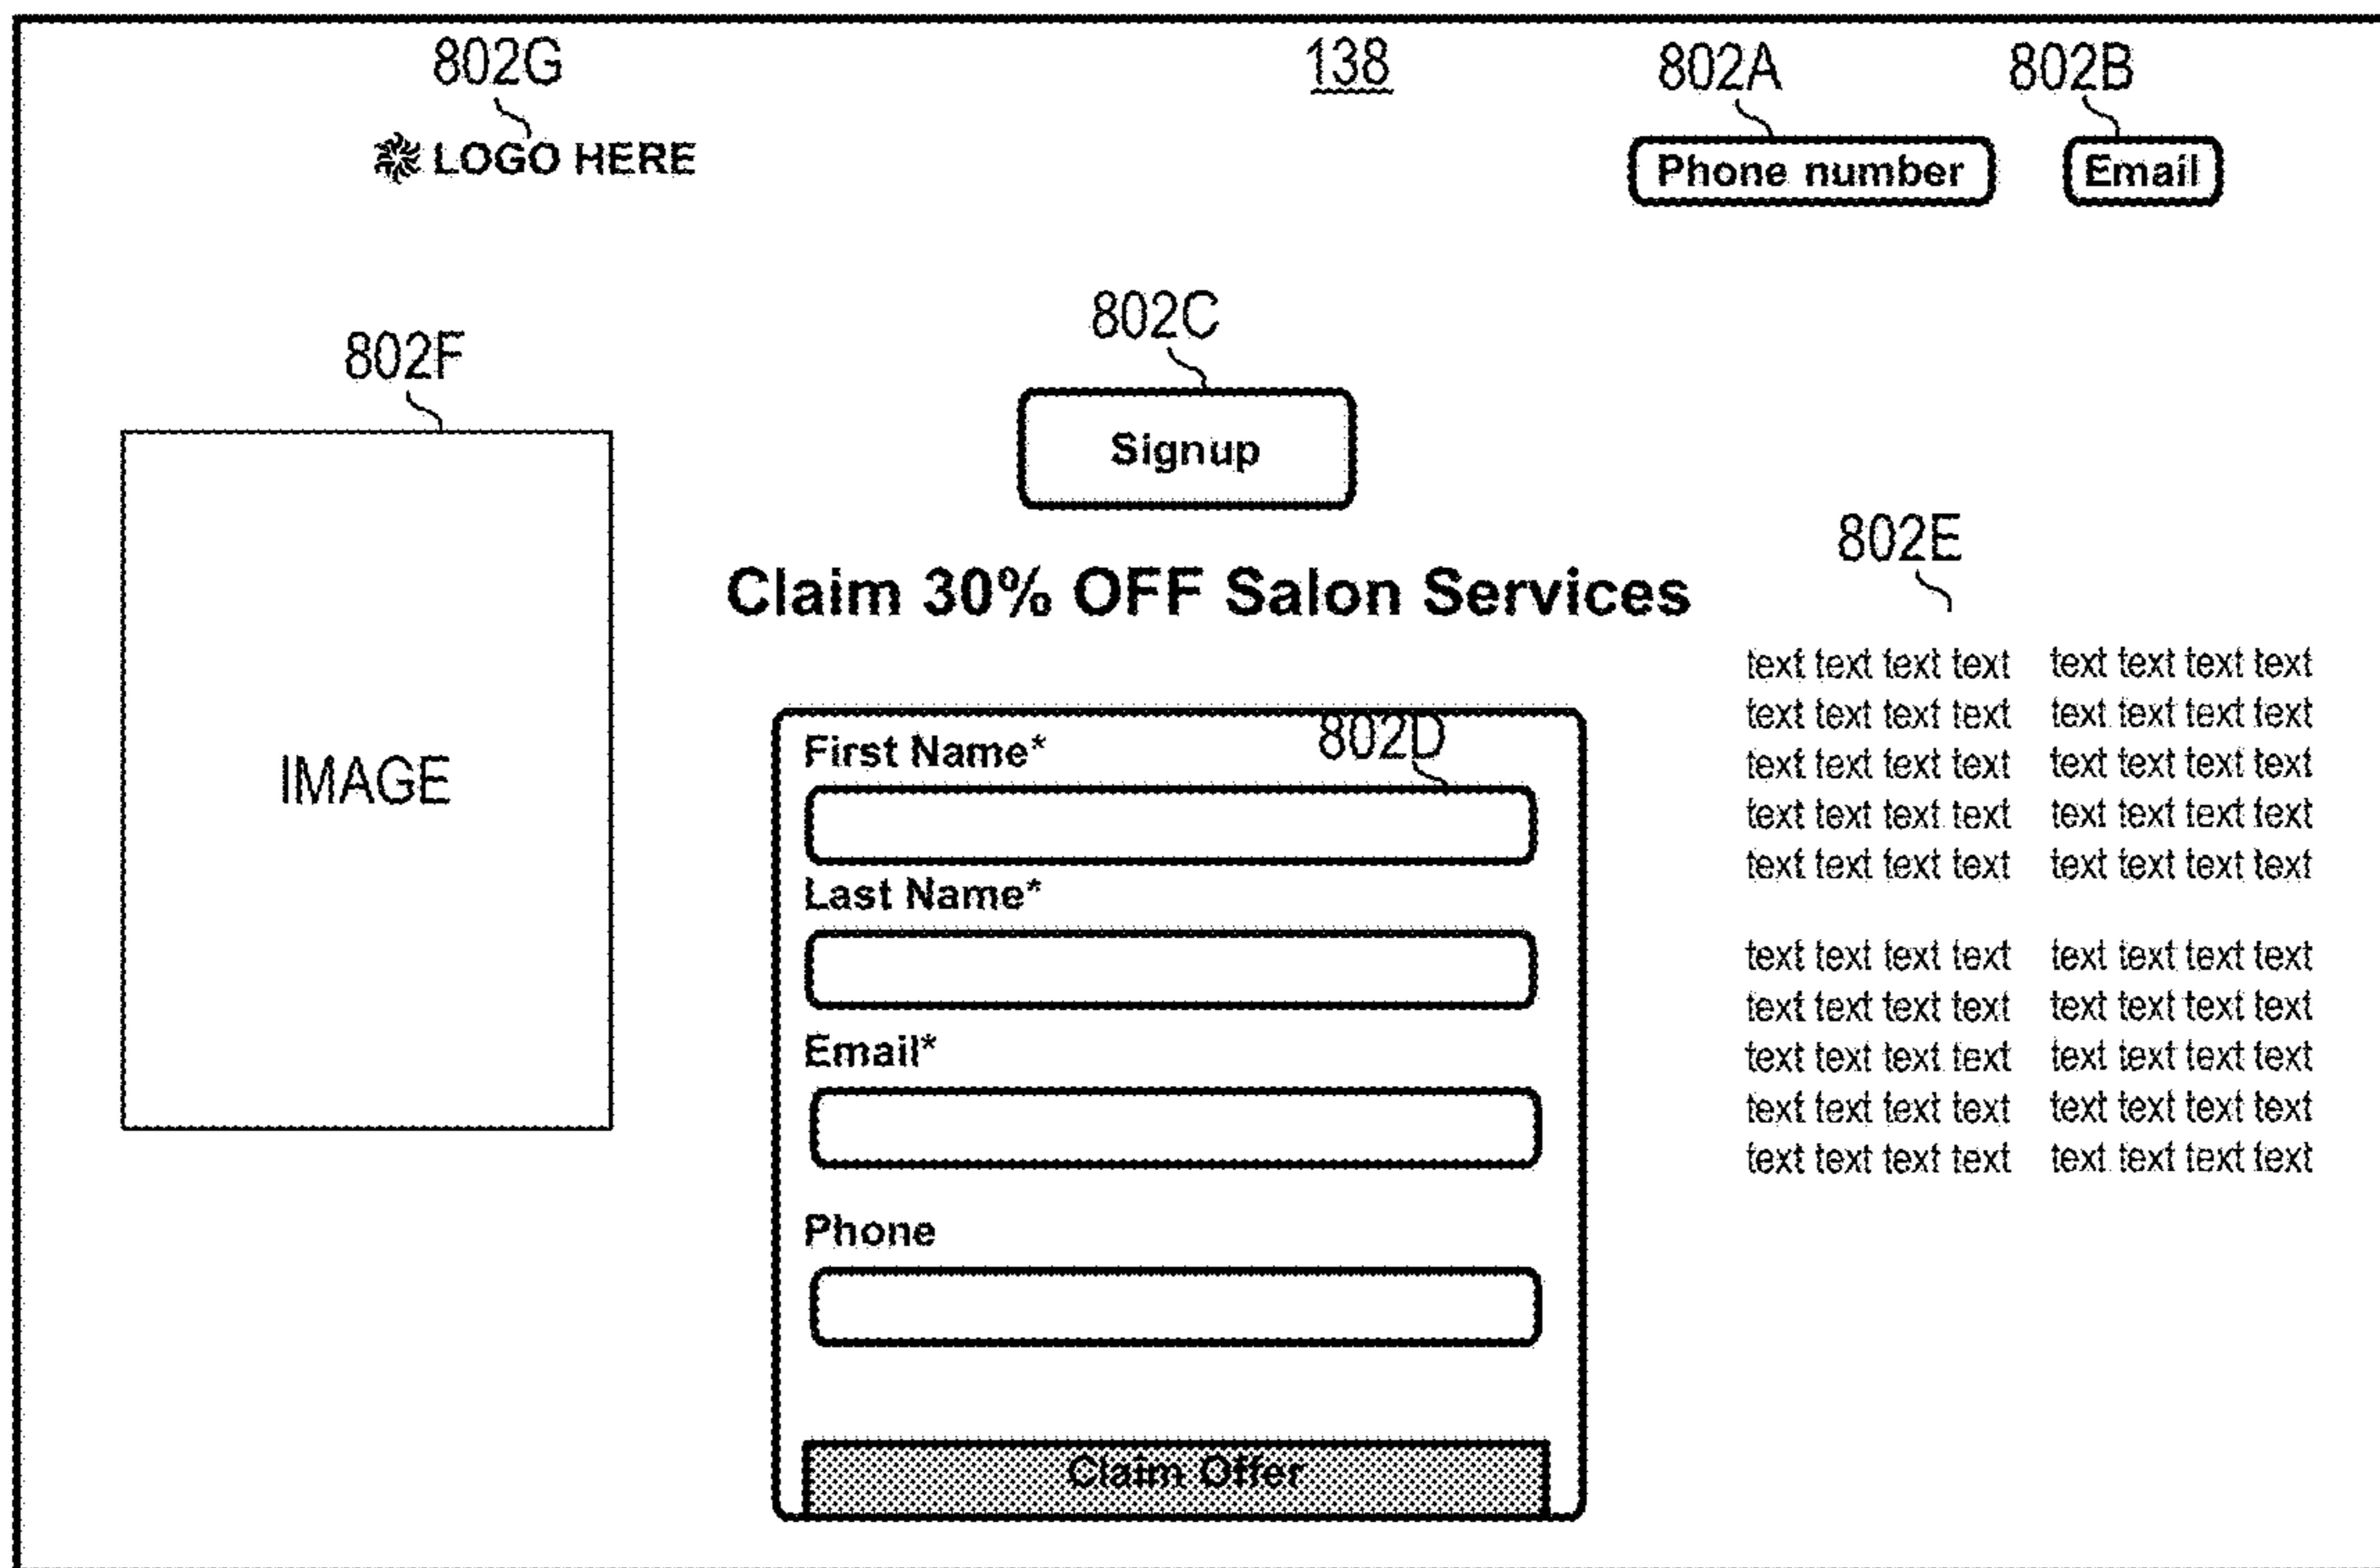 802G
138
802A
802B
LOGO HERE
Phone number
Email
802C
802F
Signup
802E
Claim 30% OFF Salon Services
text text text text text text text text
text text text text text text text text
text text text text text text text text
text text text text text text text text
text text text text text text text text
text text text text text text text text
text text text text text text text text
text text text text text text text text
text text text text text text text text
text text text text text text text text
IMAGE
First Name*
802D
Last Name*
Email*
Phone
Claim Offer